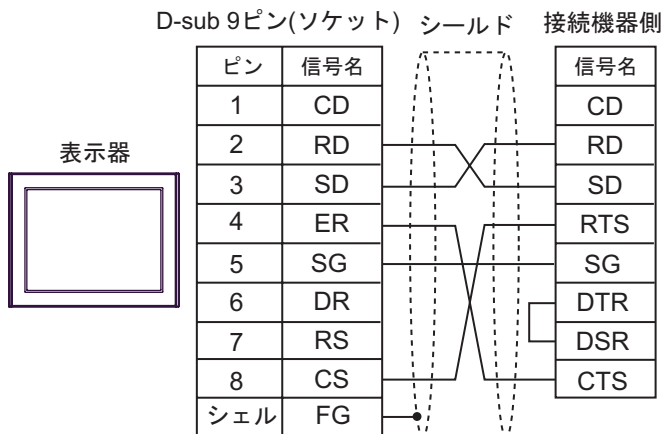 D-sub 9ピン(ソケット) シールド 接続機器側
表示器
ピン 信号名 信号名
1 CD CD
2 RD RD
3 SD SD
4 ER RTS
5 SG SG
6 DR DTR
7 RS DSR
8 CS CTS
シェル FG